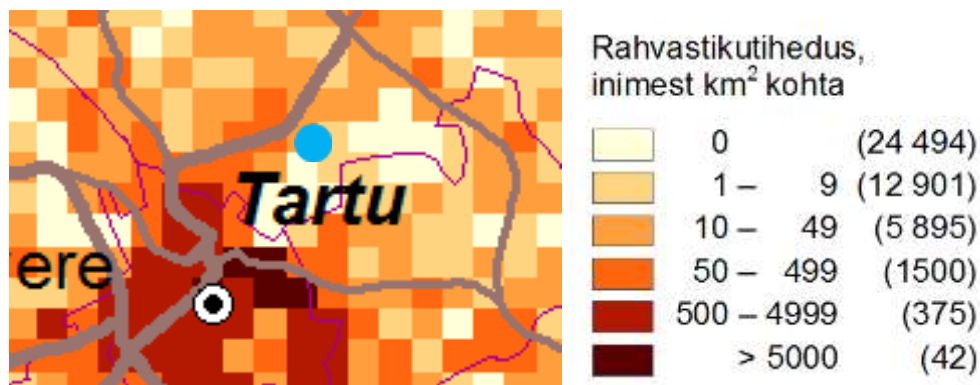 Tartu
ere
Rahvastikutihedus,
inimest km² kohta
0 (24 494)
1 – 9 (12 901)
10 – 49 (5 895)
50 – 499 (1500)
500 – 4999 (375)
> 5000 (42)